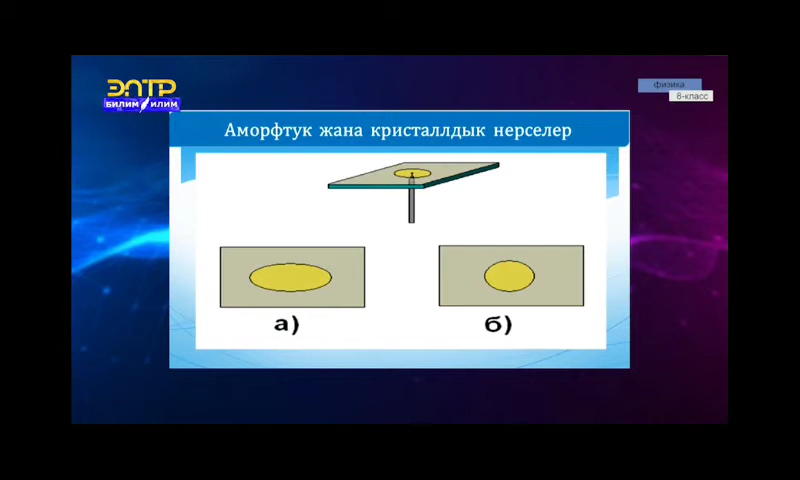 ЭЛТР
БИЛИМ ИЛИМ
физика
8-класс
Аморфтук жана кристаллдык нерселер
а)
б)